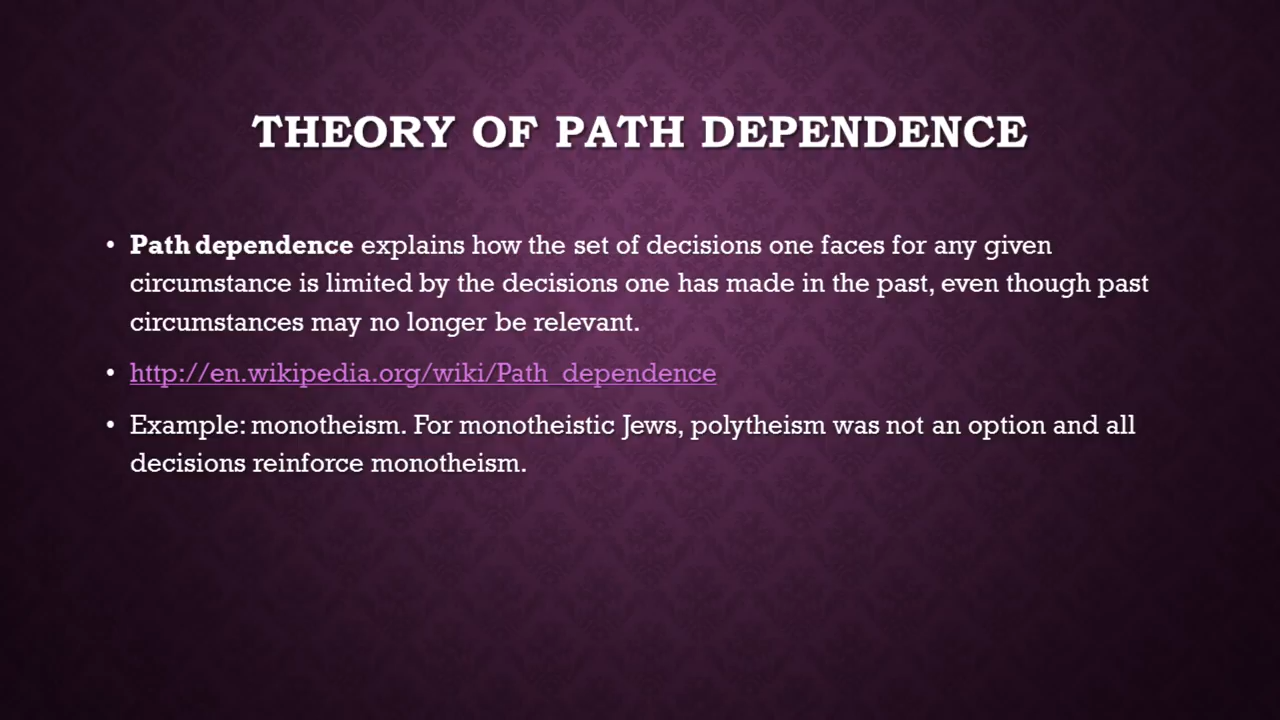 THEORY OF PATH DEPENDENCE
• Path dependence explains how the set of decisions one faces for any given
circumstance is limited by the decisions one has made in the past, even though past
circumstances may no longer be relevant.
• http://en.wikipedia.org/wiki/Path_dependence
• Example: monotheism. For monotheistic Jews, polytheism was not an option and all
decisions reinforce monotheism.